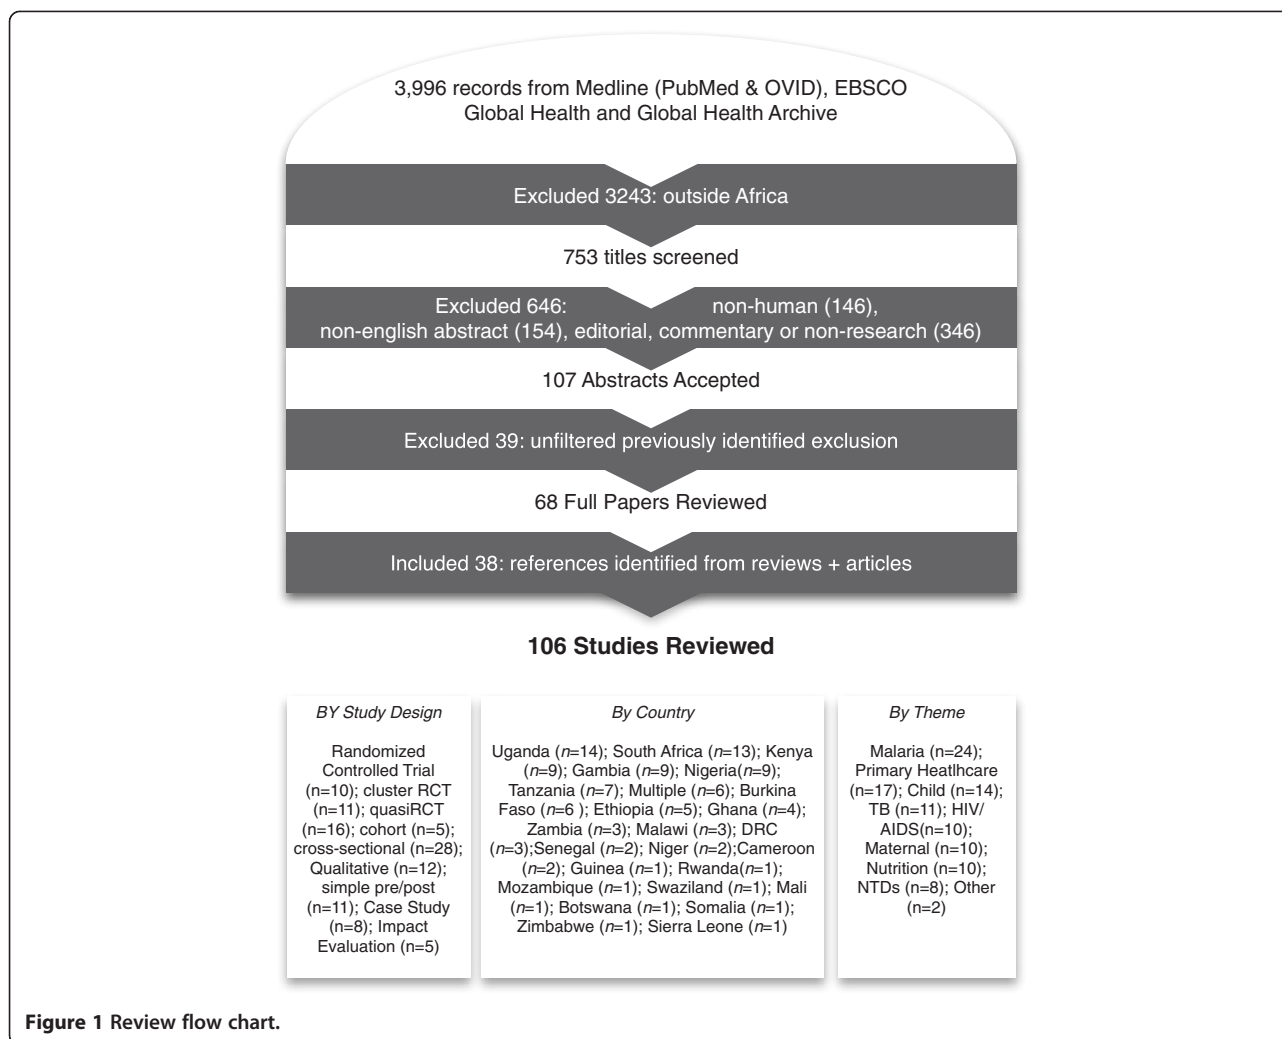 3,996 records from Medline (PubMed & OVID), EBSCO
Global Health and Global Health Archive
Excluded 3243: outside Africa
753 titles screened
Excluded 646: non-human (146),
non-english abstract (154), editorial, commentary or non-research (346)
107 Abstracts Accepted
Excluded 39: unfiltered previously identified exclusion
68 Full Papers Reviewed
Included 38: references identified from reviews + articles
106 Studies Reviewed
BY Study Design
Randomized
Controlled Trial
(n=10); cluster RCT
(n=11); quasiRCT
(n=16); cohort (n=5);
cross-sectional (n=28);
Qualitative (n=12);
simple pre/post
(n=11); Case Study
(n=8); Impact
Evaluation (n=5)
By Country
Uganda (n=14); South Africa (n=13); Kenya
(n=9); Gambia (n=9); Nigeria(n=9);
Tanzania (n=7); Multiple (n=6); Burkina
Faso (n=6 ); Ethiopia (n=5); Ghana (n=4);
Zambia (n=3); Malawi (n=3); DRC
(n=3);Senegal (n=2); Niger (n=2);Cameroon
(n=2); Guinea (n=1); Rwanda(n=1);
Mozambique (n=1); Swaziland (n=1); Mali
(n=1); Botswana (n=1); Somalia (n=1);
Zimbabwe (n=1); Sierra Leone (n=1)
By Theme
Malaria (n=24);
Primary Heatlhcare
(n=17); Child (n=14);
TB (n=11); HIV/
AIDS(n=10);
Maternal (n=10);
Nutrition (n=10);
NTDs (n=8); Other
(n=2)
Figure 1 Review flow chart.